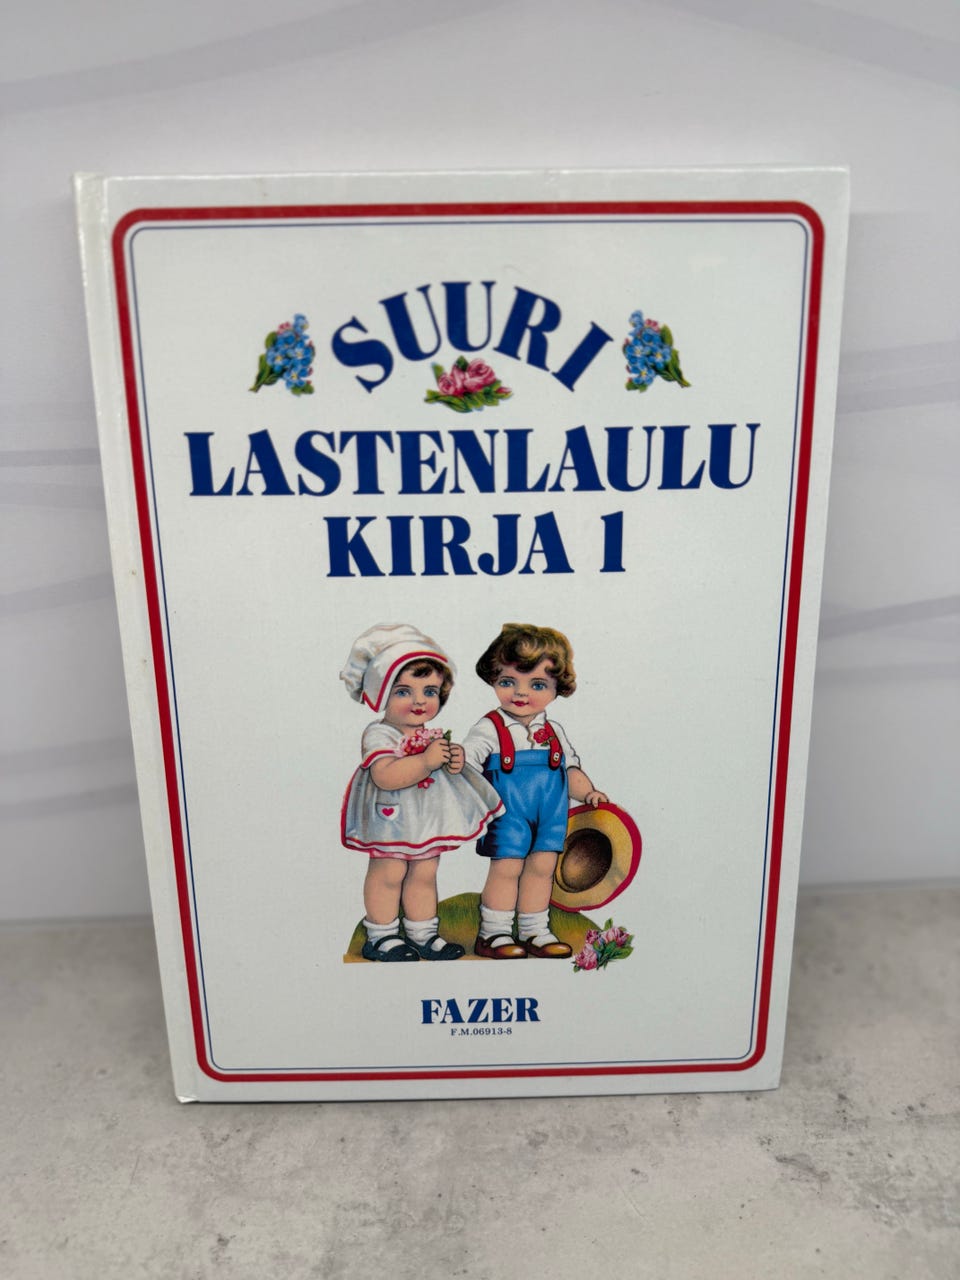 SUURI
LASTENLAULU
KIRJA 1
FAZER
F.M.06913-8